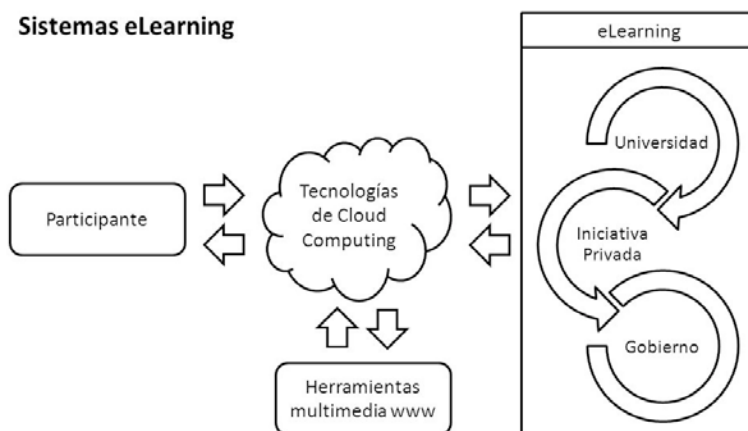 Sistemas eLearning
eLearning
Universidad
Participante
Tecnologías
de Cloud
Computing
Iniciativa
Privada
Gobierno
Herramientas
multimedia www